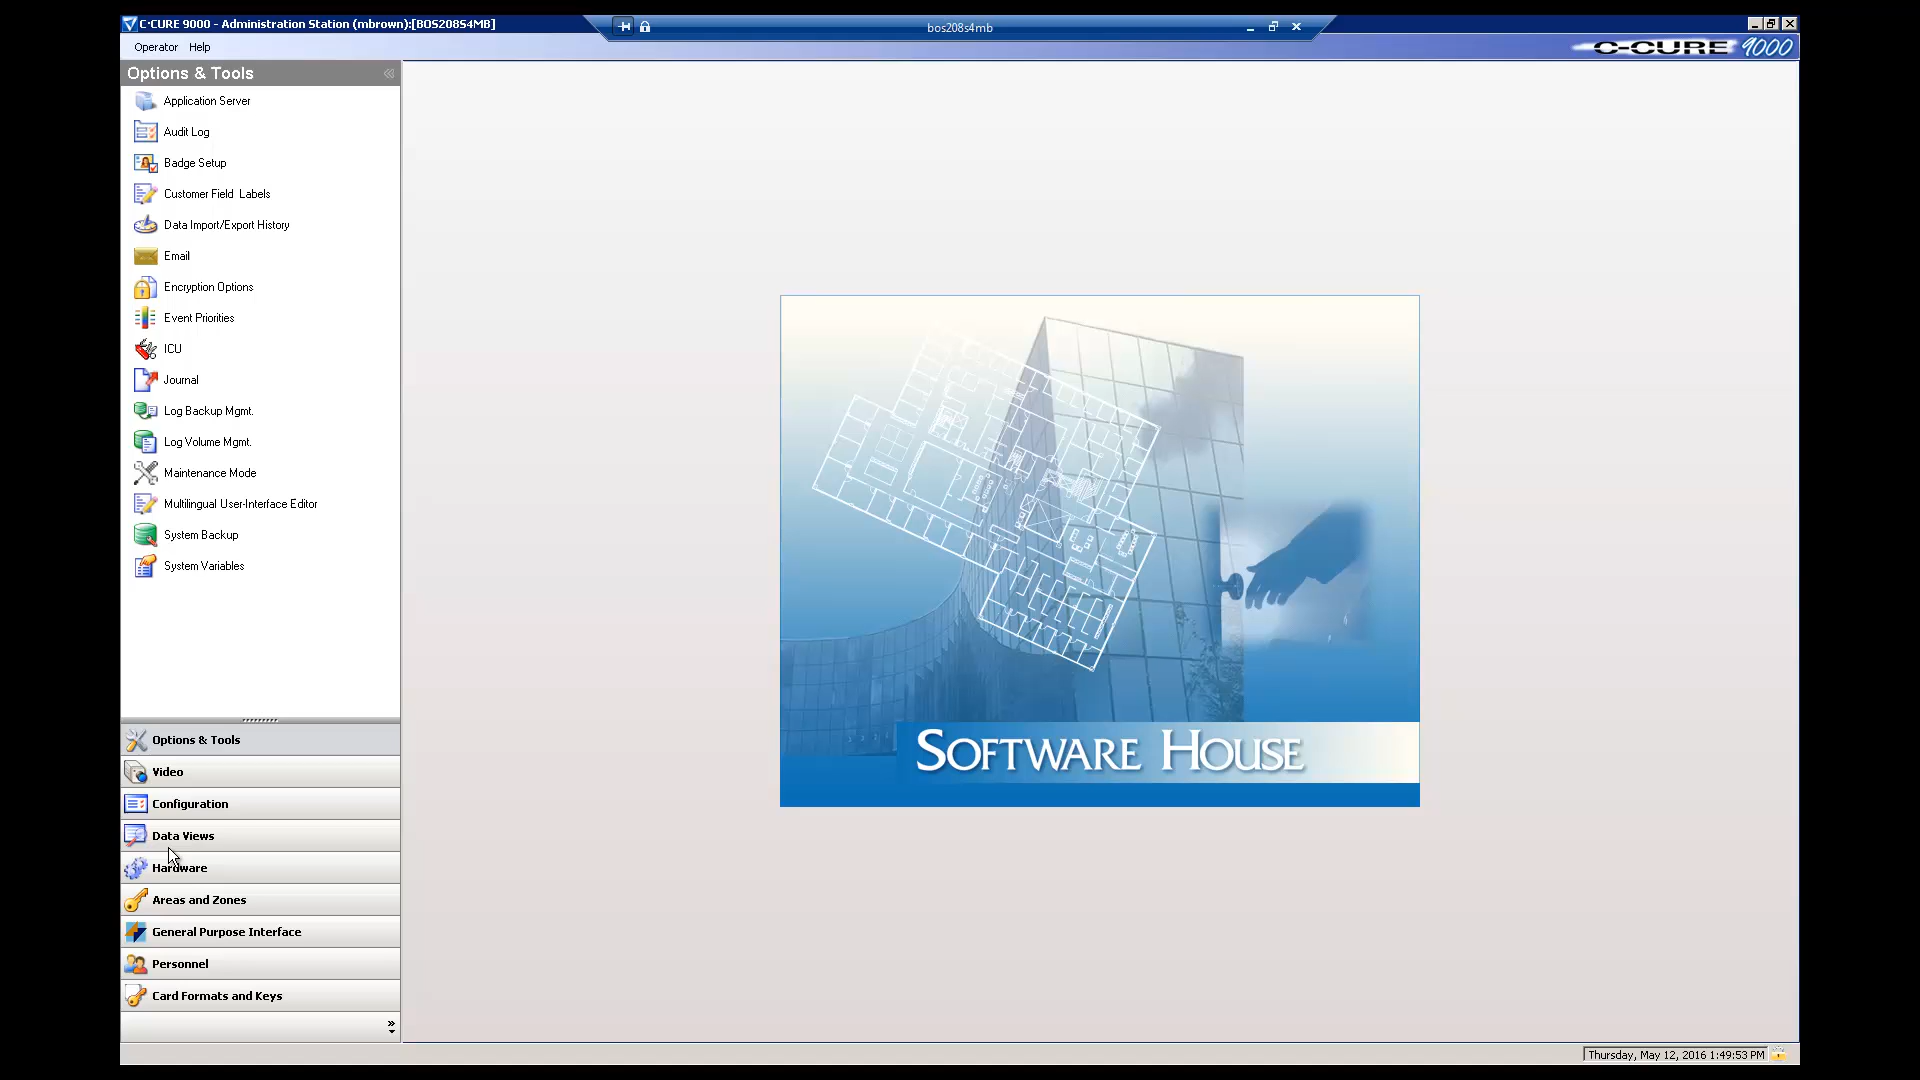 C•CURE 9000 - Administration Station (mbrown):[BOS208S4MB]
bos208s4mb
Operator Help
C•CURE 9000
Options & Tools
Application Server
Audit Log
Badge Setup
Customer Field Labels
Data Import/Export History
Email
Encryption Options
Event Priorities
ICU
Journal
Log Backup Mgmt.
Log Volume Mgmt.
Maintenance Mode
Multilingual User-Interface Editor
System Backup
System Variables
Options & Tools
Video
Configuration
Data Views
Hardware
Areas and Zones
General Purpose Interface
Personnel
Card Formats and Keys
SOFTWARE HOUSE
Thursday, May 12, 2016 1:49:53 PM